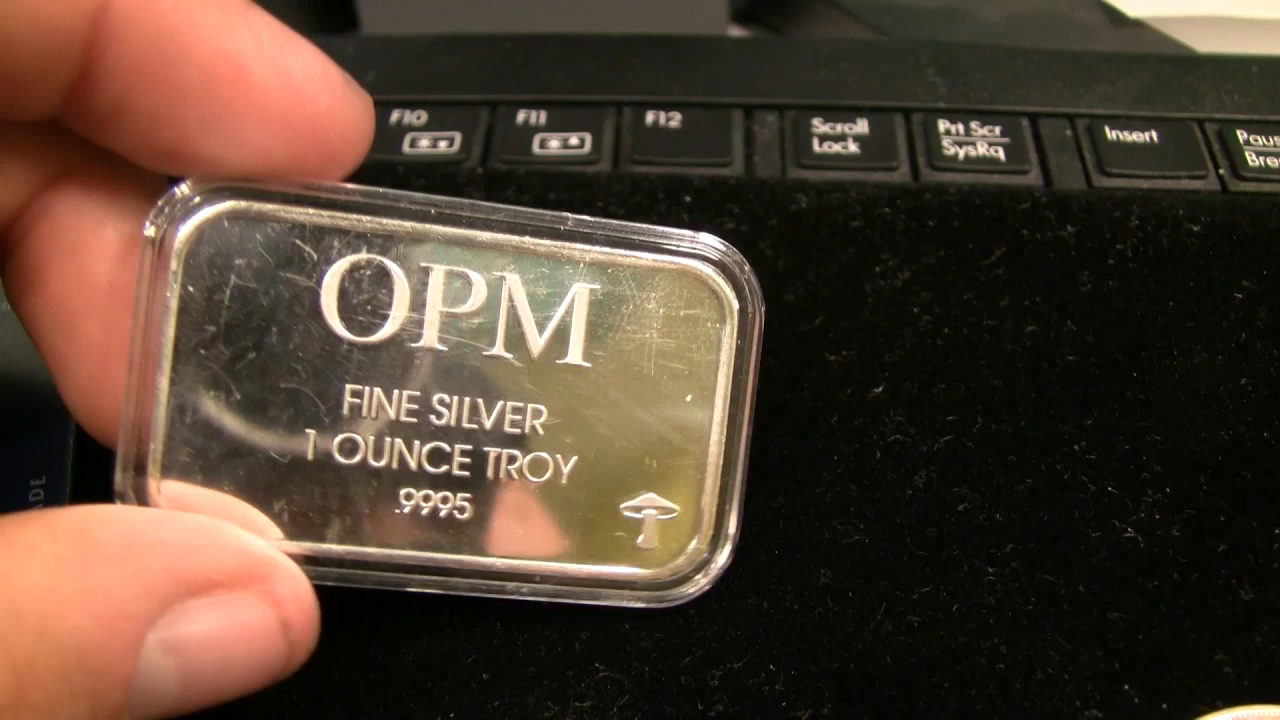 F10
F11
F12
Scroll
Lock
Prt Scr
SysRq
Insert
OPM
FINE SILVER
1 OUNCE TROY
.9995